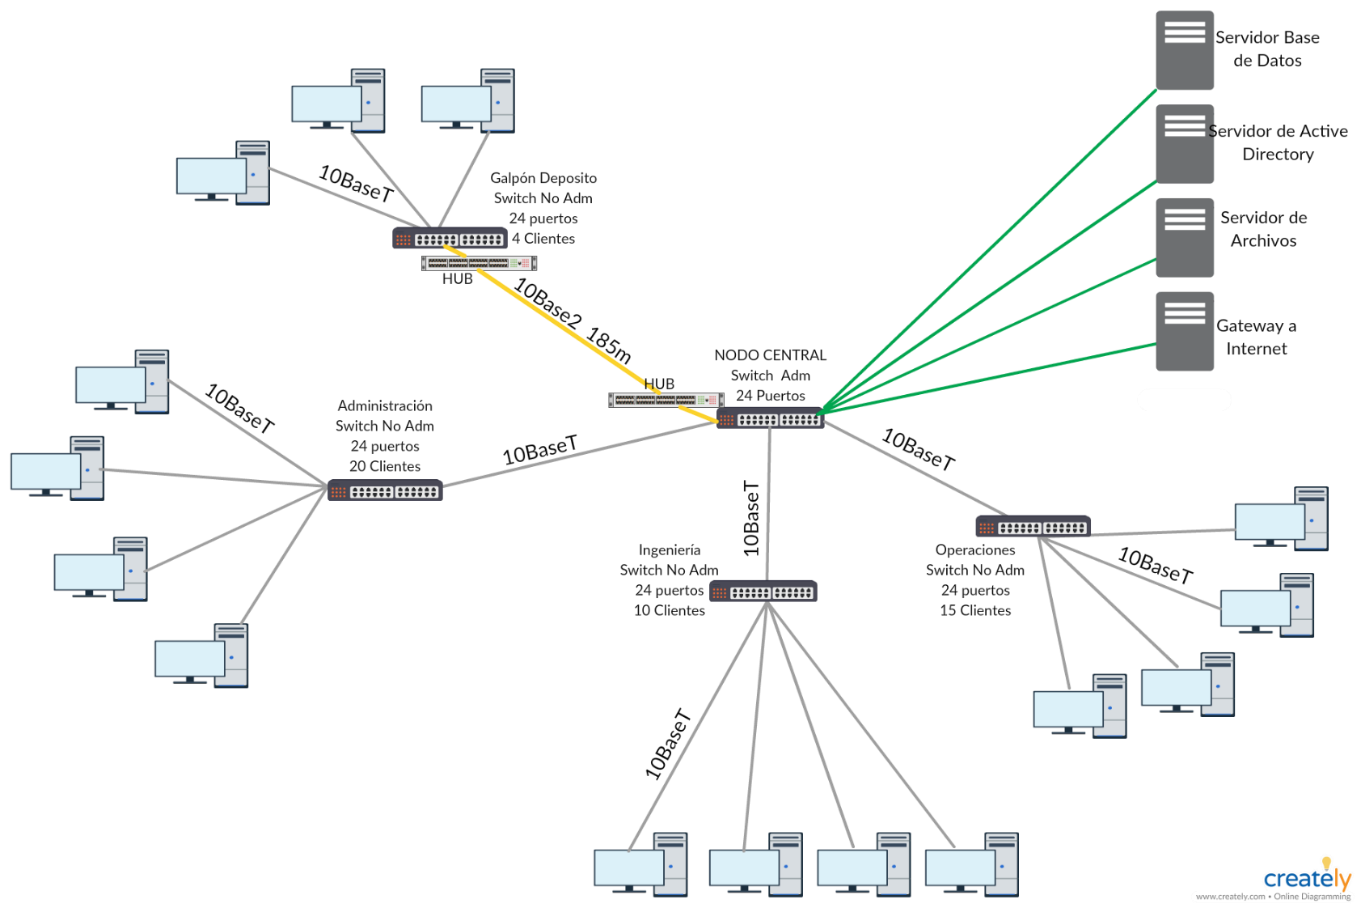 Servidor Base
de Datos
Servidor de Active
Directory
Servidor de
Archivos
Gateway a
Internet
10BaseT
Galpón Deposito
Switch No Adm
24 puertos
4 Clientes
HUB
10Base2 185m
HUB
NODO CENTRAL
Switch Adm
24 Puertos
10BaseT
Administración
Switch No Adm
24 puertos
20 Clientes
10BaseT
10BaseT
10BaseT
Ingeniería
Switch No Adm
24 puertos
10 Clientes
Operaciones
Switch No Adm
24 puertos
15 Clientes
10BaseT
10BaseT
creately
www.creately.com • Online Diagramming